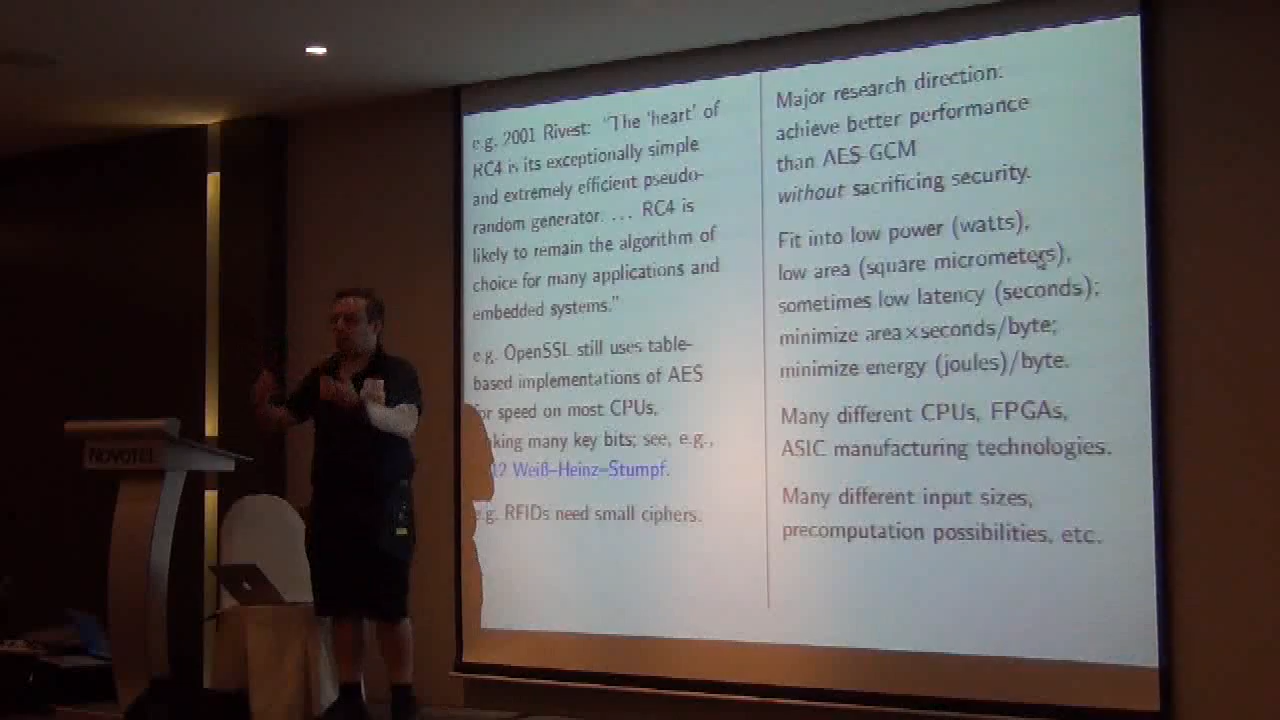 e.g. 2001 Rivest: "The 'heart' of
RC4 is its exceptionally simple
and extremely efficient pseudo-
random generator. … RC4 is
likely to remain the algorithm of
choice for many applications and
embedded systems."
e.g. OpenSSL still uses table-
based implementations of AES
for speed on most CPUs,
king many key bits; see, e.g.,
12 Weiß–Heinz–Stumpf.
e.g. RFIDs need small ciphers.
Major research direction:
achieve better performance
than AES-GCM
without sacrificing security.
Fit into low power (watts),
low area (square micrometers),
sometimes low latency (seconds);
minimize area×seconds/byte;
minimize energy (joules)/byte.
Many different CPUs, FPGAs,
ASIC manufacturing technologies.
Many different input sizes,
precomputation possibilities, etc.
NOVOTEL